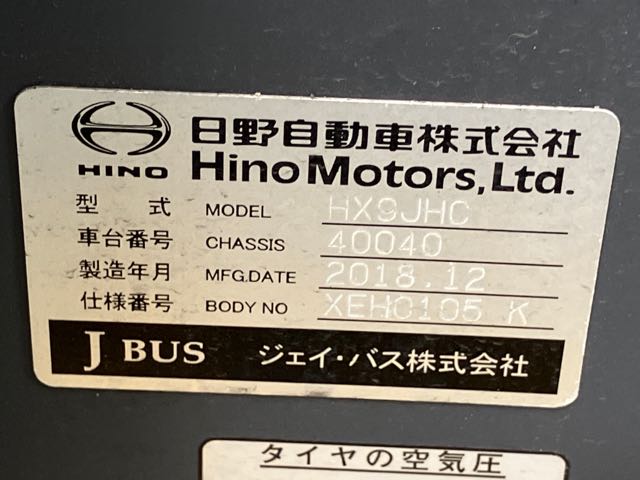 日野自動車株式会社
HINO
Hino Motors, Ltd.
型 式 MODEL HX9JHC
車台番号 CHASSIS 40040
製造年月 MFG.DATE 2018.12
仕様番号 BODY NO XEHC105 K
J BUS ジェイ・バス株式会社
タイヤの空気圧